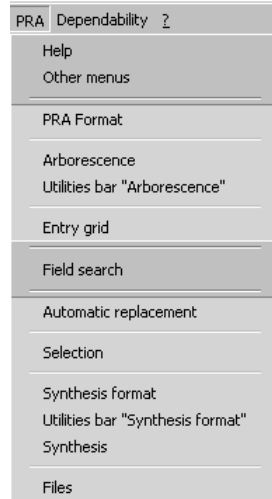 PRA Dependability ?
Help
Other menus
PRA Format
Arborescence
Utilities bar "Arborescence"
Entry grid
Field search
Automatic replacement
Selection
Synthesis format
Utilities bar "Synthesis format"
Synthesis
Files